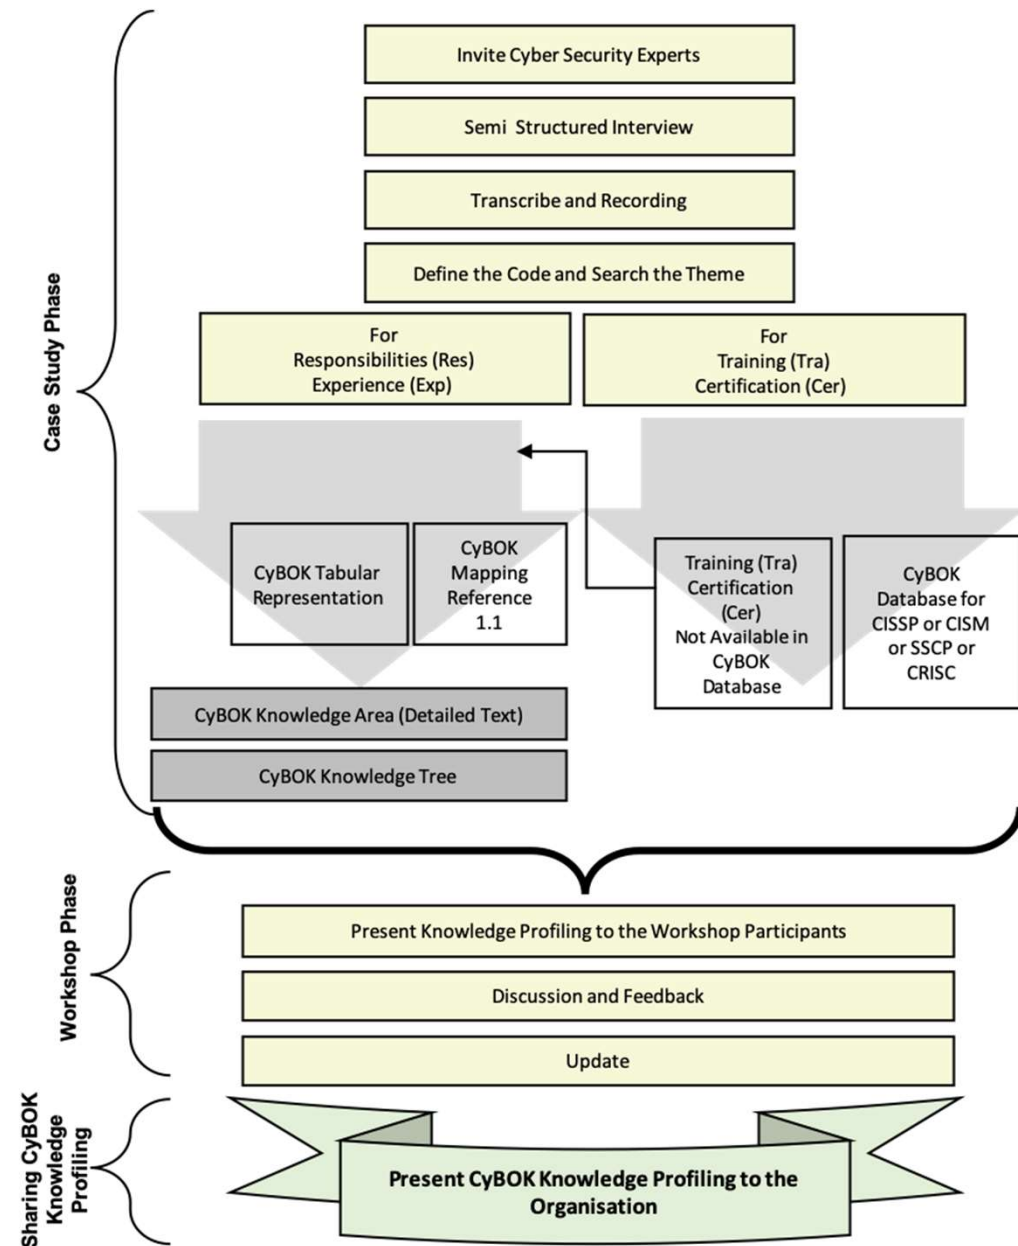 Case Study Phase
Invite Cyber Security Experts
Semi Structured Interview
Transcribe and Recording
Define the Code and Search the Theme
For
Responsibilities (Res)
Experience (Exp)
For
Training (Tra)
Certification (Cer)
CyBOK Tabular
Representation
CyBOK
Mapping
Reference
1.1
Training (Tra)
Certification
(Cer)
Not Available in
CyBOK
Database
CyBOK
Database for
CISSP or CISM
or SSCP or
CRISC
CyBOK Knowledge Area (Detailed Text)
CyBOK Knowledge Tree
Workshop Phase
Present Knowledge Profiling to the Workshop Participants
Discussion and Feedback
Update
Sharing CyBOK
Knowledge
Profiling
Present CyBOK Knowledge Profiling to the
Organisation